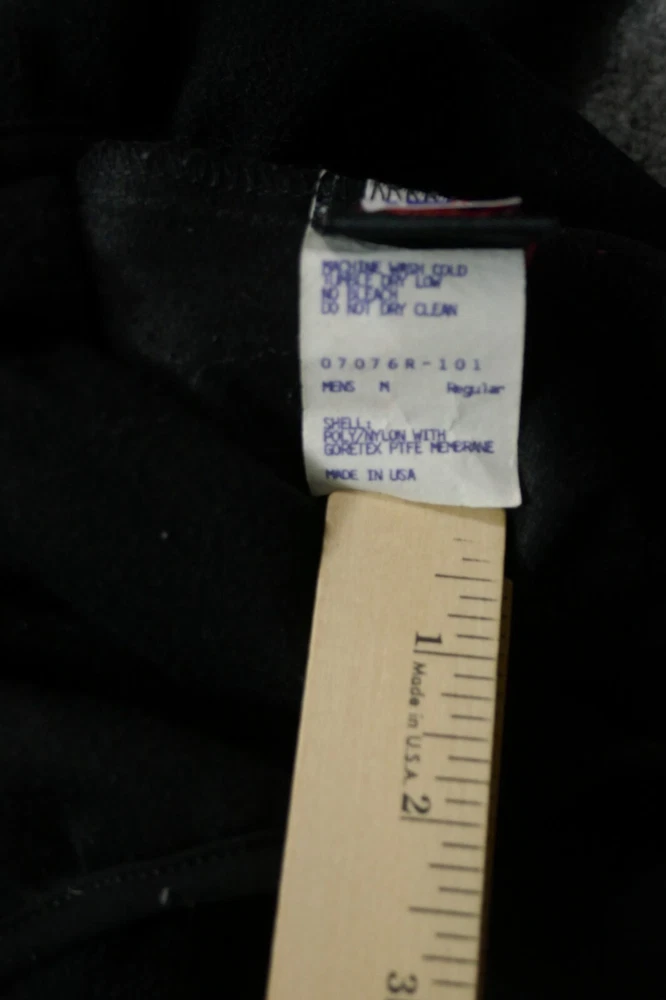 MACHINE WASH COLD
TUMBLE DRY LOW
NO BLEACH
DO NOT DRY CLEAN
07076R-101
MENS M Regular
SHELL:
POLY/NYLON WITH
GORETEX PTFE MEMBRANE
MADE IN USA
1
Made in U.S.A.
2
3